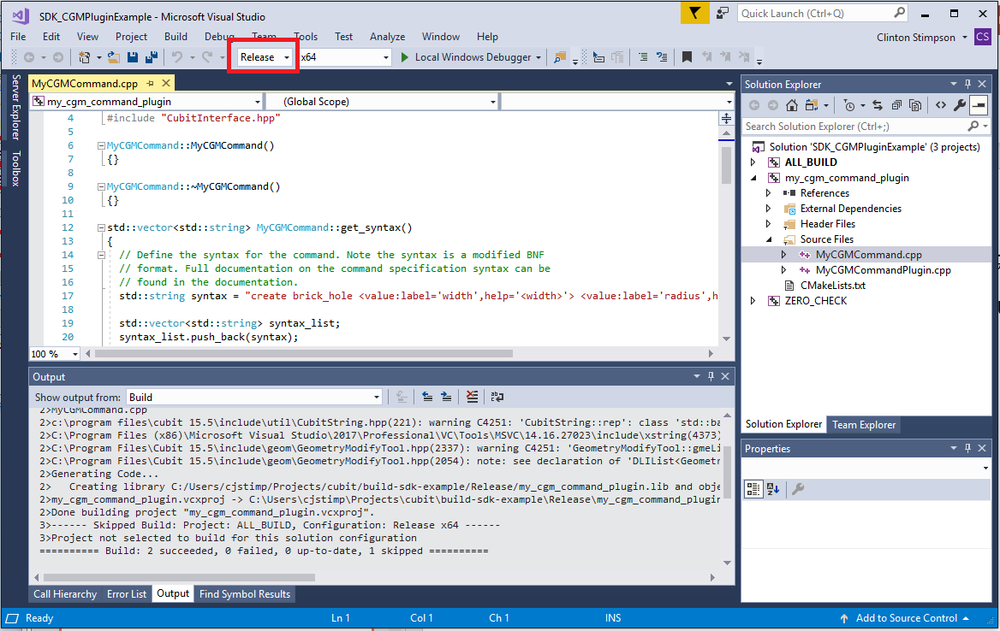 SDK_CGMPluginExample - Microsoft Visual Studio
Quick Launch (Ctrl+Q)
File Edit View Project Build Debug Team Tools Test Analyze Window Help
Clinton Stimpson
CS
Release
x64
Local Windows Debugger
Server Explorer
Toolbox
MyCGMCommand.cpp
my_cgm_command_plugin
(Global Scope)
4 #include "CubitInterface.hpp"
5
6 MyCGMCommand::MyCGMCommand()
7 {}
8
9 MyCGMCommand::~MyCGMCommand()
10 {}
11
12 std::vector<std::string> MyCGMCommand::get_syntax()
13 {
14 // Define the syntax for the command. Note the syntax is a modified BNF
15 // format. Full documentation on the command specification syntax can be
16 // found in the documentation.
17 std::string syntax = "create brick_hole <value:label='width',help='<width>'> <value:label='radius',h
18
19 std::vector<std::string> syntax_list;
20 syntax_list.push_back(syntax);
100 %
Output
Show output from: Build
2>MyCGMCommand.cpp
2>c:\program files\cubit 15.5\include\util\CubitString.hpp(221): warning C4251: 'CubitString::rep': class 'std::ba
2>C:\Program Files (x86)\Microsoft Visual Studio\2017\Professional\VC\Tools\MSVC\14.16.27023\include\xstring(4373)
2>C:\Program Files\Cubit 15.5\include\geom\GeometryModifyTool.hpp(2337): warning C4251: 'GeometryModifyTool::gmeLi
2>C:\Program Files\Cubit 15.5\include\geom\GeometryModifyTool.hpp(2054): note: see declaration of 'DLIList<Geometr
2>Generating Code...
2> Creating library C:/Users/cjstimp/Projects/cubit/build-sdk-example/Release/my_cgm_command_plugin.lib and obje
2>my_cgm_command_plugin.vcxproj -> C:\Users\cjstimp\Projects\cubit\build-sdk-example\Release\my_cgm_command_plugin
2>Done building project "my_cgm_command_plugin.vcxproj".
3>------ Skipped Build: Project: ALL_BUILD, Configuration: Release x64 ------
3>Project not selected to build for this solution configuration
========== Build: 2 succeeded, 0 failed, 0 up-to-date, 1 skipped ==========
Call Hierarchy Error List Output Find Symbol Results
Solution Explorer
Search Solution Explorer (Ctrl+;)
Solution 'SDK_CGMPluginExample' (3 projects)
ALL_BUILD
my_cgm_command_plugin
References
External Dependencies
Header Files
Source Files
MyCGMCommand.cpp
MyCGMCommandPlugin.cpp
CMakeLists.txt
ZERO_CHECK
Solution Explorer Team Explorer
Properties
Ready
Ln 1
Col 1
Ch 1
INS
Add to Source Control